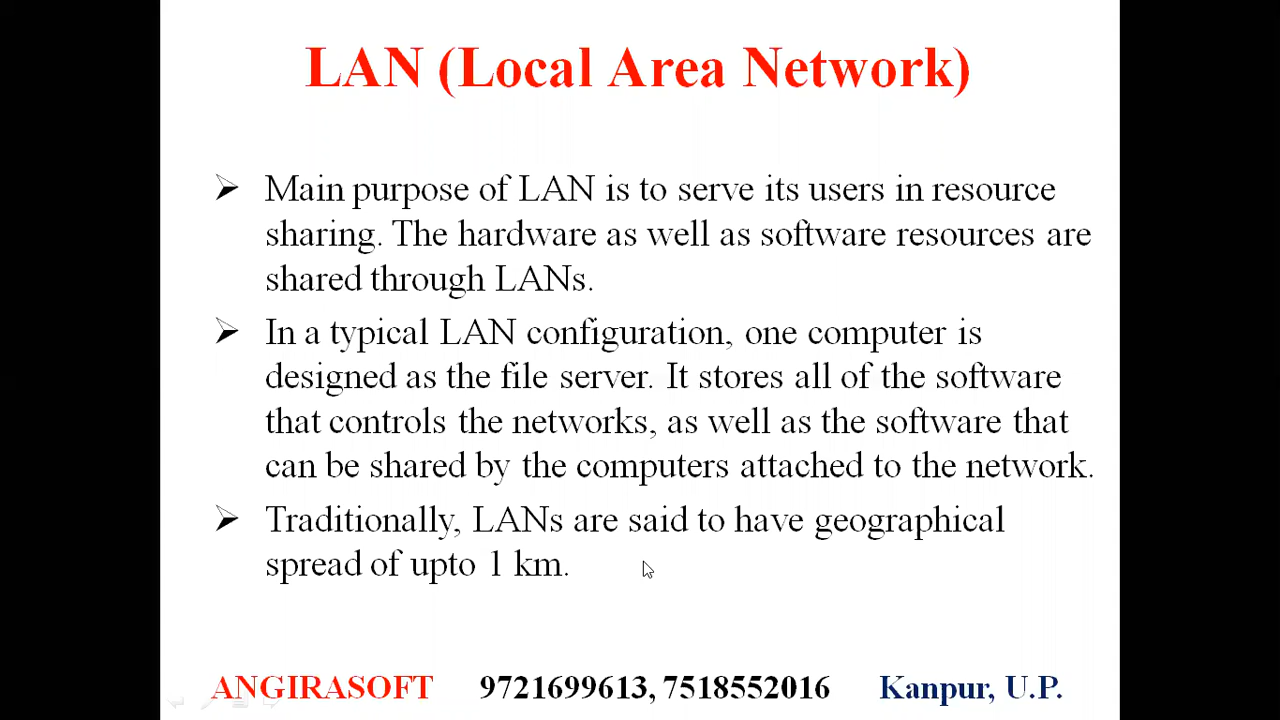 LAN (Local Area Network)
➢ Main purpose of LAN is to serve its users in resource
sharing. The hardware as well as software resources are
shared through LANs.
➢ In a typical LAN configuration, one computer is
designed as the file server. It stores all of the software
that controls the networks, as well as the software that
can be shared by the computers attached to the network.
➢ Traditionally, LANs are said to have geographical
spread of upto 1 km.
ANGIRASOFT 9721699613, 7518552016 Kanpur, U.P.